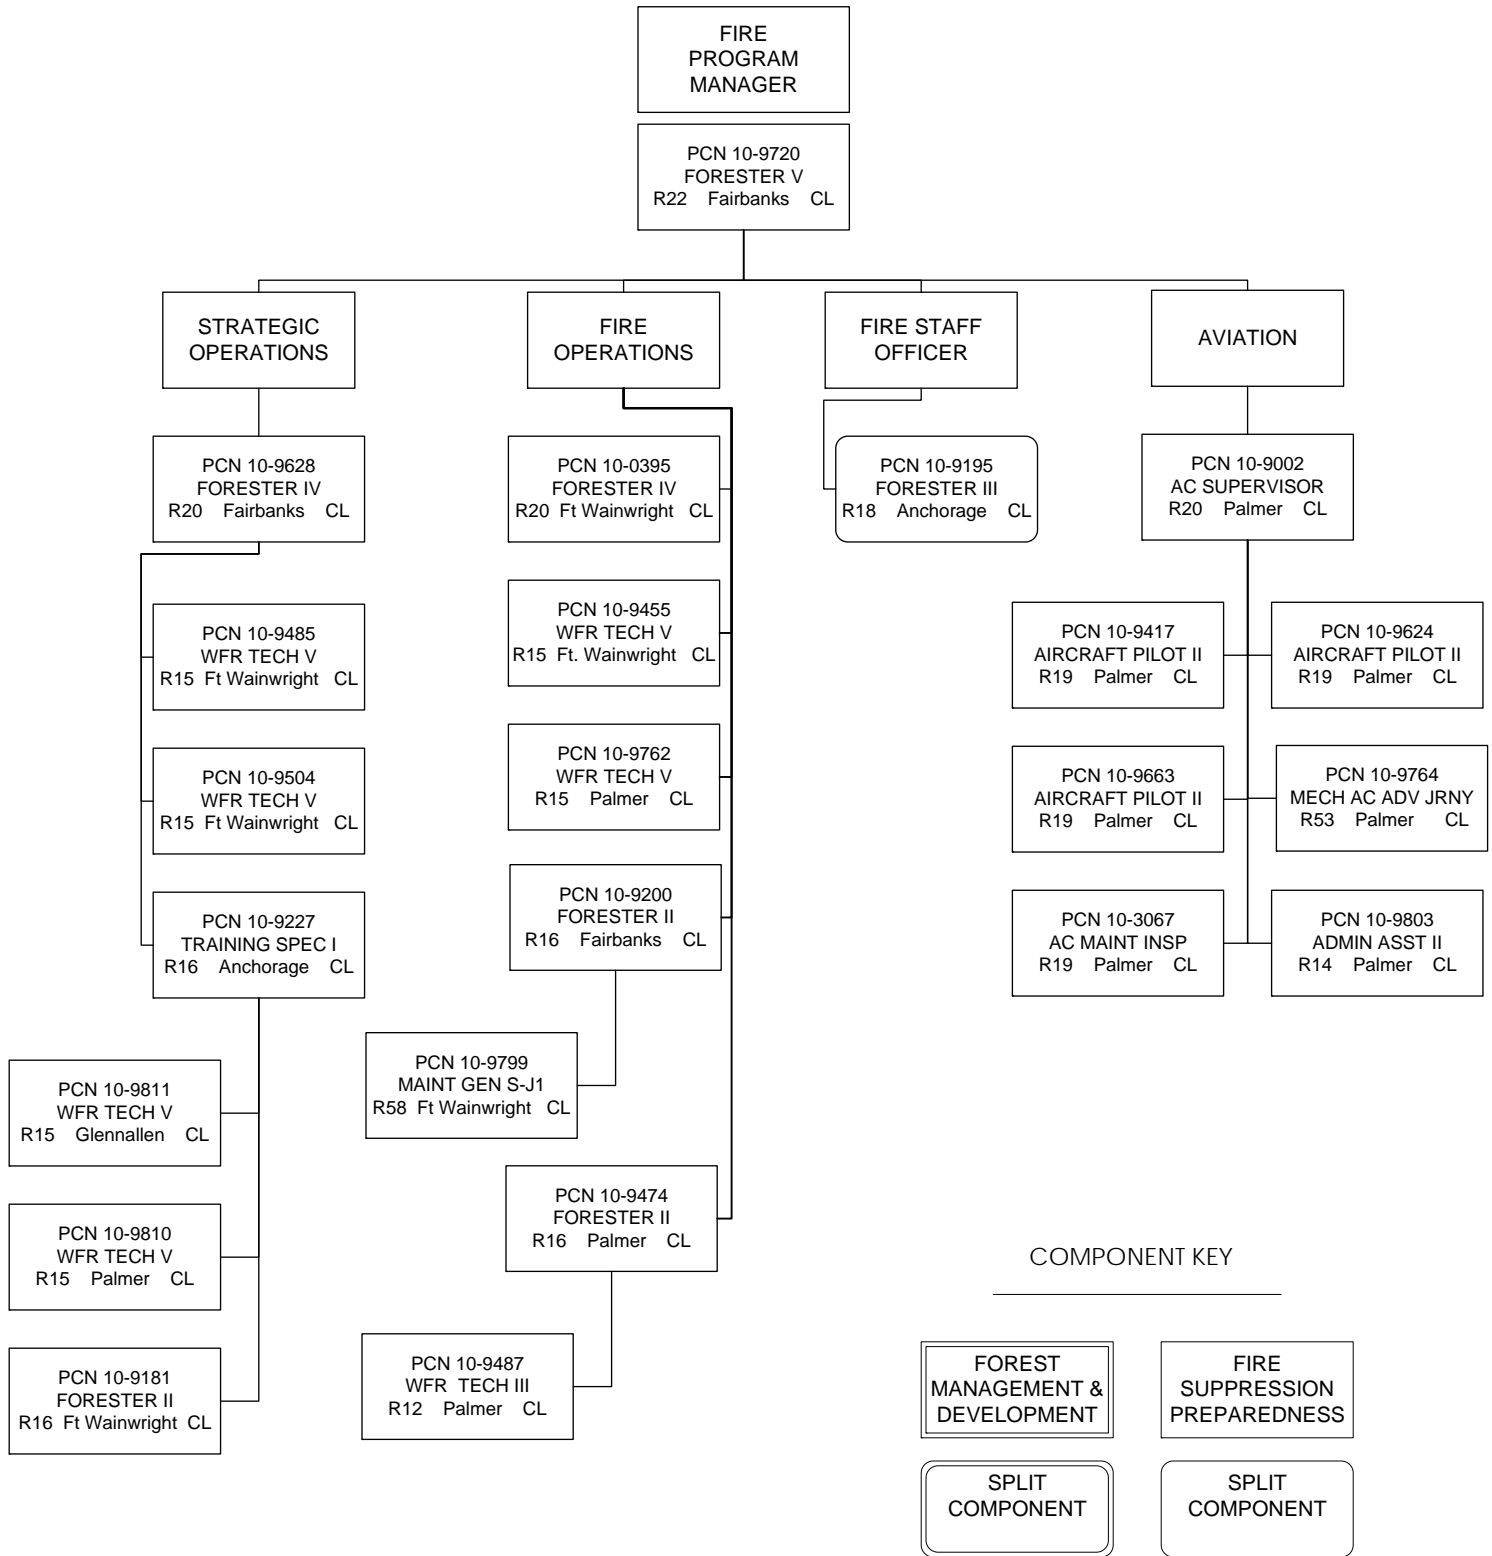 FIRE
PROGRAM
MANAGER
PCN 10-9720
FORESTER V
R22 Fairbanks CL
STRATEGIC
OPERATIONS
FIRE
OPERATIONS
FIRE STAFF
OFFICER
AVIATION
PCN 10-9628
FORESTER IV
R20 Fairbanks CL
PCN 10-0395
FORESTER IV
R20 Ft Wainwright CL
PCN 10-9195
FORESTER III
R18 Anchorage CL
PCN 10-9002
AC SUPERVISOR
R20 Palmer CL
PCN 10-9485
WFR TECH V
R15 Ft Wainwright CL
PCN 10-9455
WFR TECH V
R15 Ft. Wainwright CL
PCN 10-9417
AIRCRAFT PILOT II
R19 Palmer CL
PCN 10-9624
AIRCRAFT PILOT II
R19 Palmer CL
PCN 10-9504
WFR TECH V
R15 Ft Wainwright CL
PCN 10-9762
WFR TECH V
R15 Palmer CL
PCN 10-9663
AIRCRAFT PILOT II
R19 Palmer CL
PCN 10-9764
MECH AC ADV JRNY
R53 Palmer CL
PCN 10-9227
TRAINING SPEC I
R16 Anchorage CL
PCN 10-9200
FORESTER II
R16 Fairbanks CL
PCN 10-3067
AC MAINT INSP
R19 Palmer CL
PCN 10-9803
ADMIN ASST II
R14 Palmer CL
PCN 10-9811
WFR TECH V
R15 Glennallen CL
PCN 10-9799
MAINT GEN S-J1
R58 Ft Wainwright CL
PCN 10-9810
WFR TECH V
R15 Palmer CL
PCN 10-9474
FORESTER II
R16 Palmer CL
PCN 10-9181
FORESTER II
R16 Ft Wainwright CL
PCN 10-9487
WFR TECH III
R12 Palmer CL
COMPONENT KEY
FOREST
MANAGEMENT &
DEVELOPMENT
FIRE
SUPPRESSION
PREPAREDNESS
SPLIT
COMPONENT
SPLIT
COMPONENT